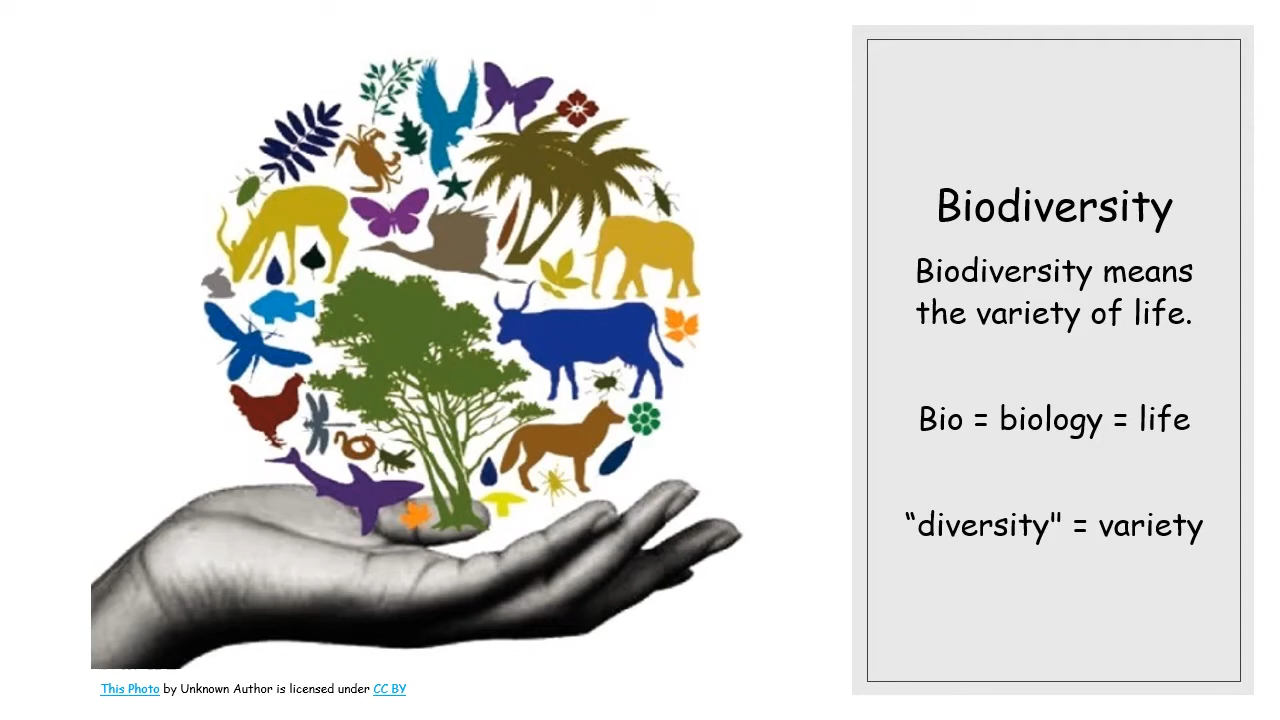 Biodiversity
Biodiversity means
the variety of life.
Bio = biology = life
“diversity" = variety
This Photo by Unknown Author is licensed under CC BY